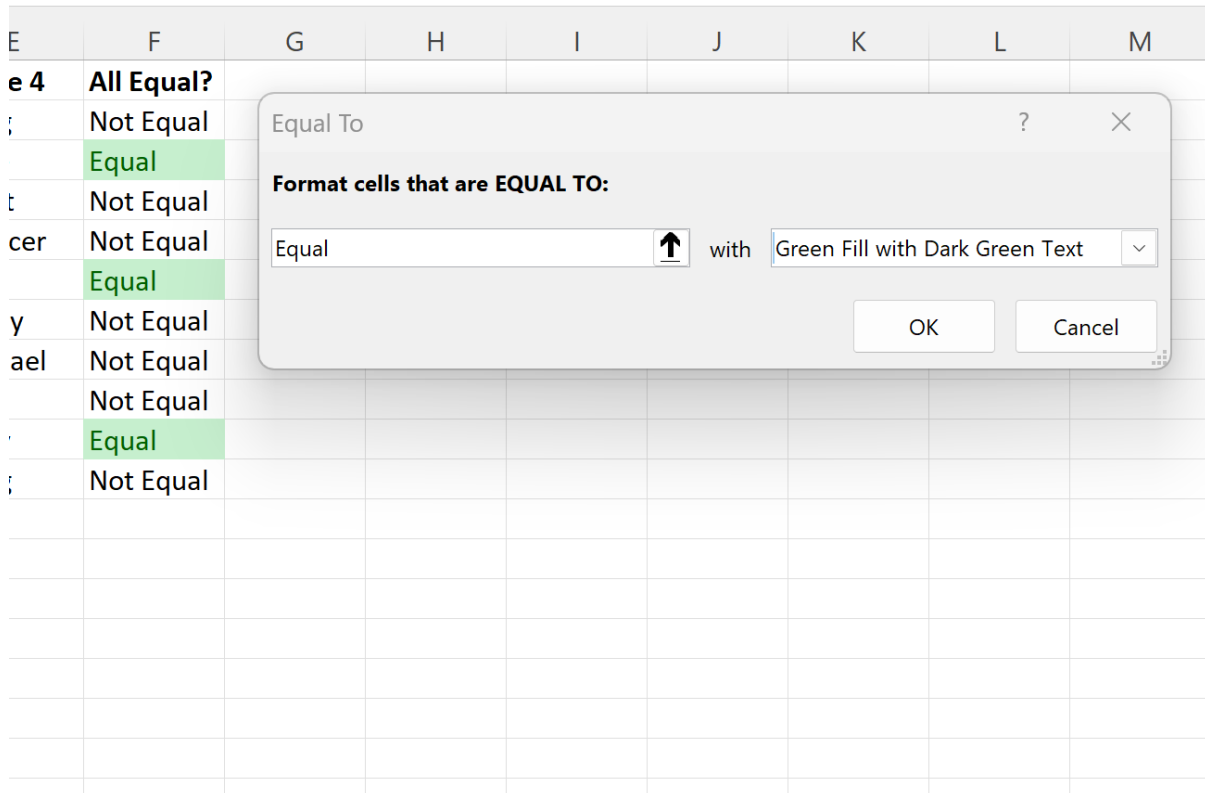 E F G H I J K L M
e 4 All Equal?
Not Equal
Equal
t Not Equal
cer Not Equal
Equal
y Not Equal
ael Not Equal
Not Equal
Equal
Not Equal
Equal To ?
Format cells that are EQUAL TO:
Equal with Green Fill with Dark Green Text
OK Cancel